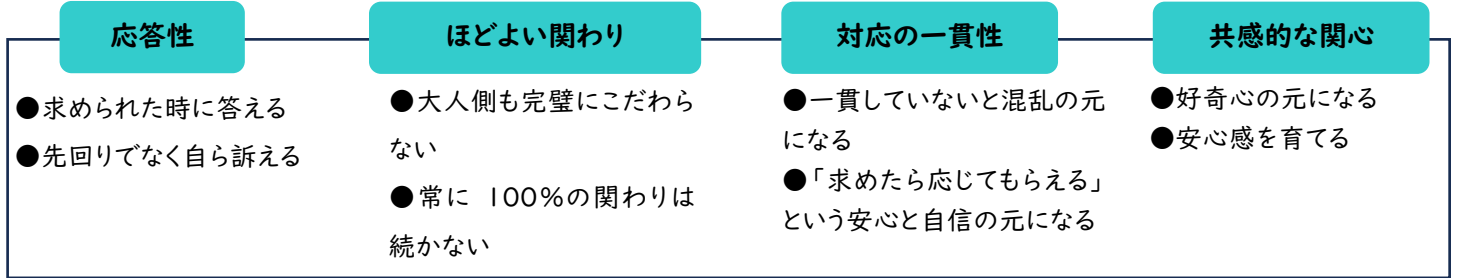 応答性
●求められた時に答える
●先回りでなく自ら訴える
ほどよい関わり
●大人側も完璧にこだわら
ない
●常に 100%の関わりは
続かない
対応の一貫性
●一貫していないと混乱の元
になる
●「求めたら応じてもらえる」
という安心と自信の元になる
共感的な関心
●好奇心の元になる
●安心感を育てる